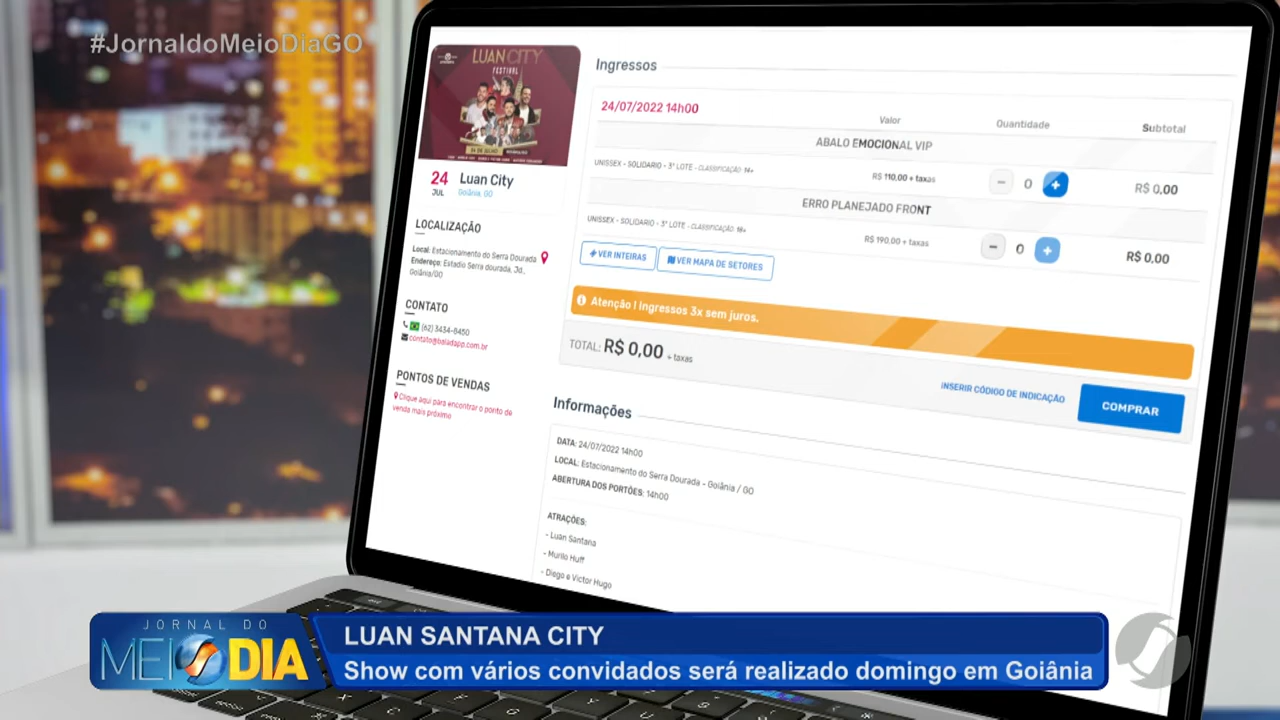 #JornaldoMeioDiaGO
LUAN CITY
FESTIVAL
24 JUL
Luan City
Goiânia, GO
LOCALIZAÇÃO
Local: Estacionamento do Serra Dourada
Endereço: Estadio Serra dourada, Jd.,
Goiânia/GO
CONTATO
(62) 3434-8450
contato@baladapp.com.br
PONTOS DE VENDAS
Clique aqui para encontrar o ponto de
venda mais próximo
Ingressos
24/07/2022 14h00
Valor Quantidade Subtotal
ABALO EMOCIONAL VIP
UNISSEX - SOLIDARIO - 3º LOTE - CLASSIFICAÇÃO: 14+ R$ 110,00 + taxas − 0 + R$ 0,00
ERRO PLANEJADO FRONT
UNISSEX - SOLIDARIO - 3º LOTE - CLASSIFICAÇÃO: 16+ R$ 190,00 + taxas − 0 + R$ 0,00
VER INTEIRAS VER MAPA DE SETORES
Atenção ! Ingressos 3x sem juros.
TOTAL: R$ 0,00 + taxas
INSERIR CÓDIGO DE INDICAÇÃO COMPRAR
Informações
DATA: 24/07/2022 14h00
LOCAL: Estacionamento do Serra Dourada - Goiânia / GO
ABERTURA DOS PORTÕES: 14h00
ATRAÇÕES:
- Luan Santana
- Murilo Huff
- Diego e Victor Hugo
JORNAL DO
MEIO DIA
LUAN SANTANA CITY
Show com vários convidados será realizado domingo em Goiânia